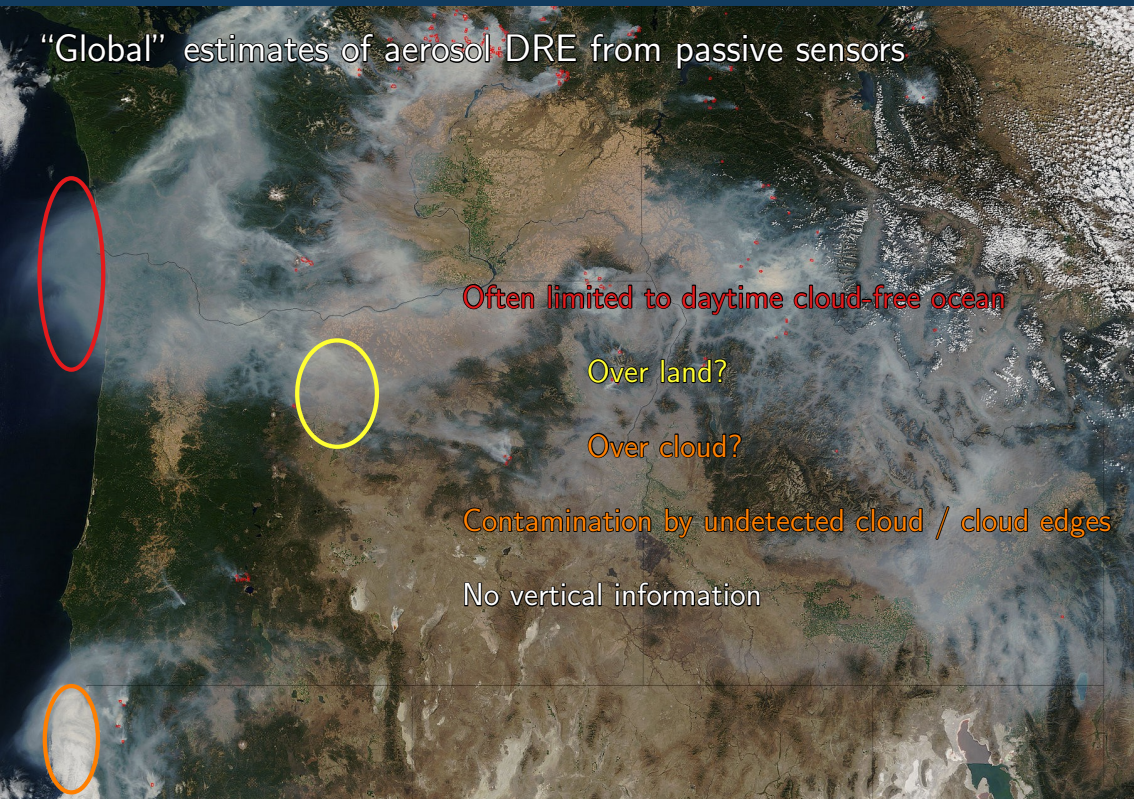 “Global” estimates of aerosol DRE from passive sensors
Often limited to daytime cloud-free ocean
Over land?
Over cloud?
Contamination by undetected cloud / cloud edges
No vertical information